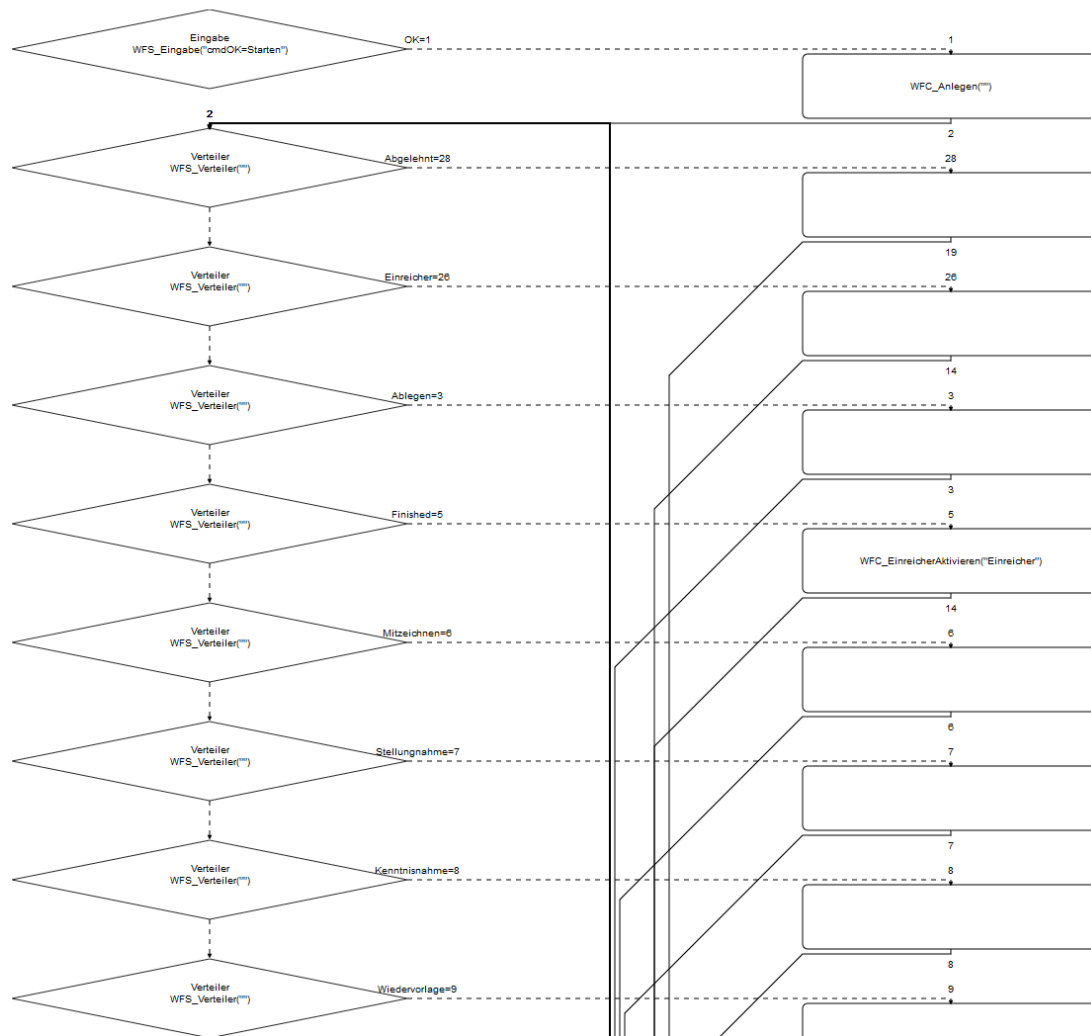 Eingabe
WFS_Eingabe("cmdOK=Starten")
OK=1
1
WFC_Anlegen("")
2
2
Verteiler
WFS_Verteiler("")
Abgelehnt=28
28
19
Verteiler
WFS_Verteiler("")
Einreicher=26
26
14
Verteiler
WFS_Verteiler("")
Ablegen=3
3
3
Verteiler
WFS_Verteiler("")
Finished=5
5
WFC_EinreicherAktivieren("Einreicher")
14
Verteiler
WFS_Verteiler("")
Mitzeichnen=6
6
6
Verteiler
WFS_Verteiler("")
Stellungnahme=7
7
7
Verteiler
WFS_Verteiler("")
Kenntnisnahme=8
8
8
Verteiler
WFS_Verteiler("")
Wiedervorlage=9
9